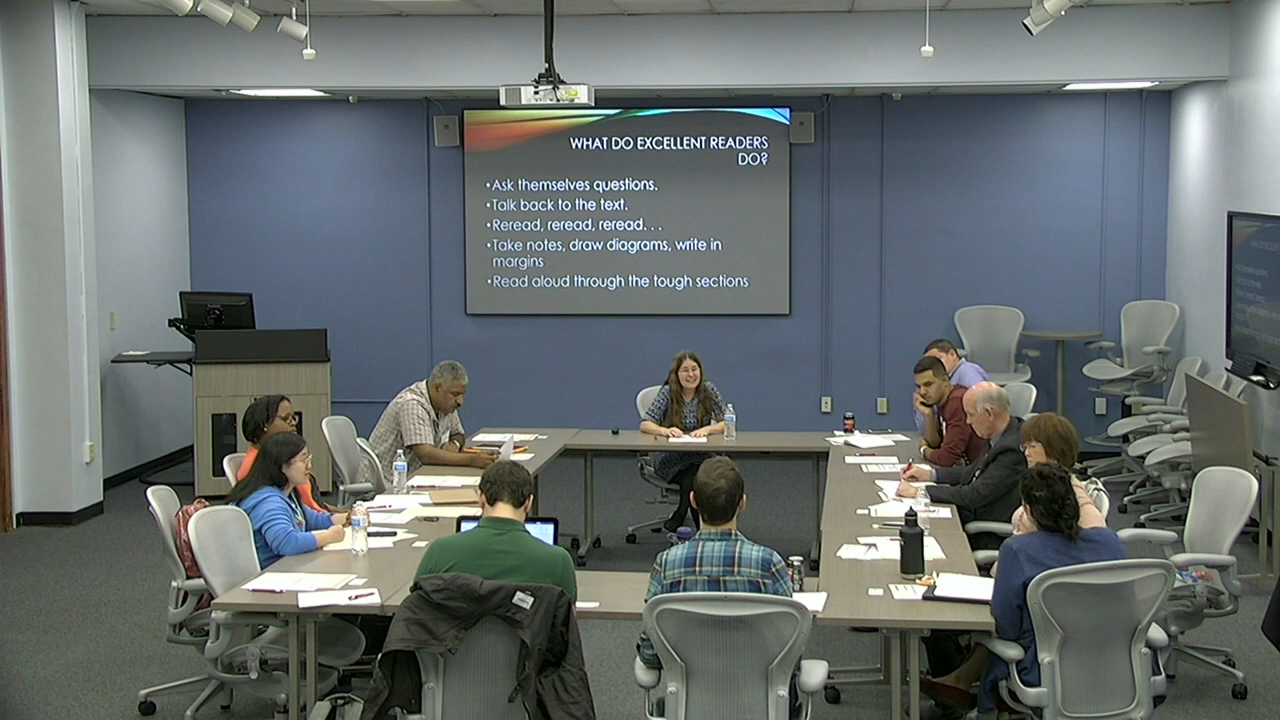 WHAT DO EXCELLENT READERS
DO?
•Ask themselves questions.
•Talk back to the text.
•Reread, reread, reread. . .
•Take notes, draw diagrams, write in
margins
•Read aloud through the tough sections